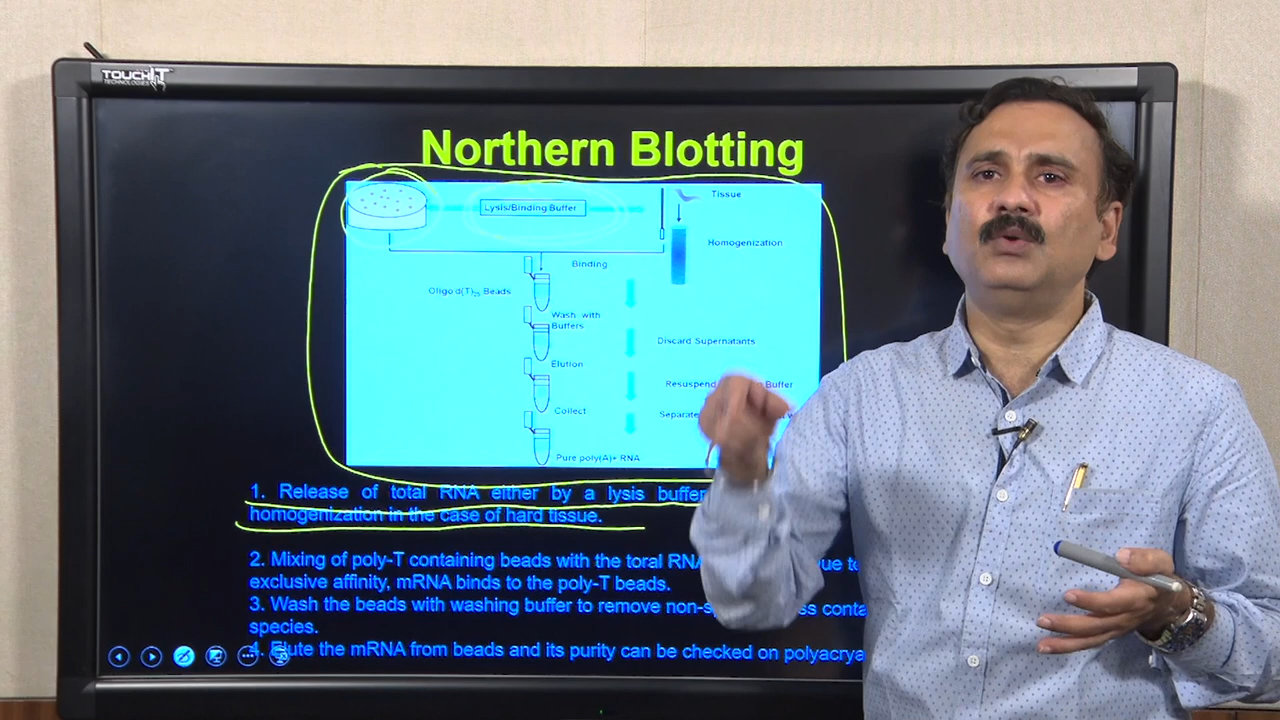 TOUCHIT
TECHNOLOGIES
Northern Blotting
Lysis/Binding Buffer
Tissue
Homogenization
Binding
Oligo d(T)25 Beads
Wash with
Buffers
Discard Supernatants
Elution
Resuspend Buffer
Collect
Separate
Pure poly(A)+ RNA
1. Release of total RNA either by a lysis buffer
homogenization in the case of hard tissue.
2. Mixing of poly-T containing beads with the toral RNA
exclusive affinity, mRNA binds to the poly-T beads.
3. Wash the beads with washing buffer to remove
species.
4. Elute the mRNA from beads and its purity can be checked on